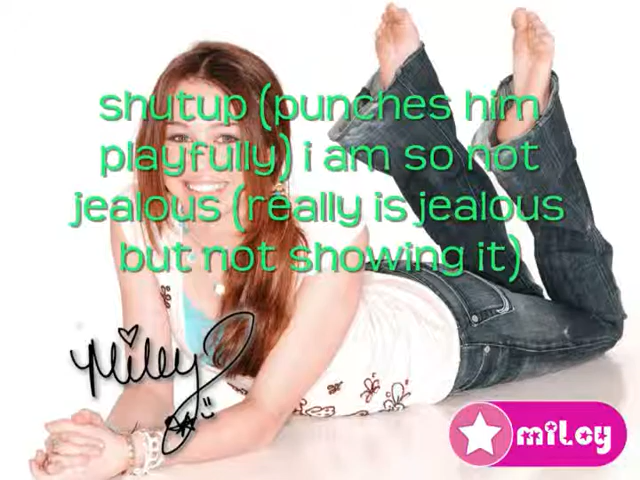 shutup (punches him
playfully) i am so not
jealous (really is jealous
but not showing it)
Miley
miley